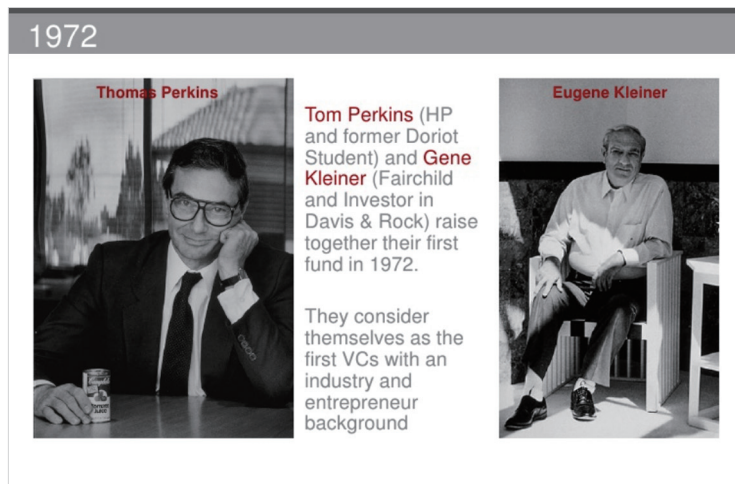 1972
Thomas Perkins
Tom Perkins (HP
and former Doriot
Student) and Gene
Kleiner (Fairchild
and Investor in
Davis & Rock) raise
together their first
fund in 1972.
They consider
themselves as the
first VCs with an
industry and
entrepreneur
background
Eugene Kleiner